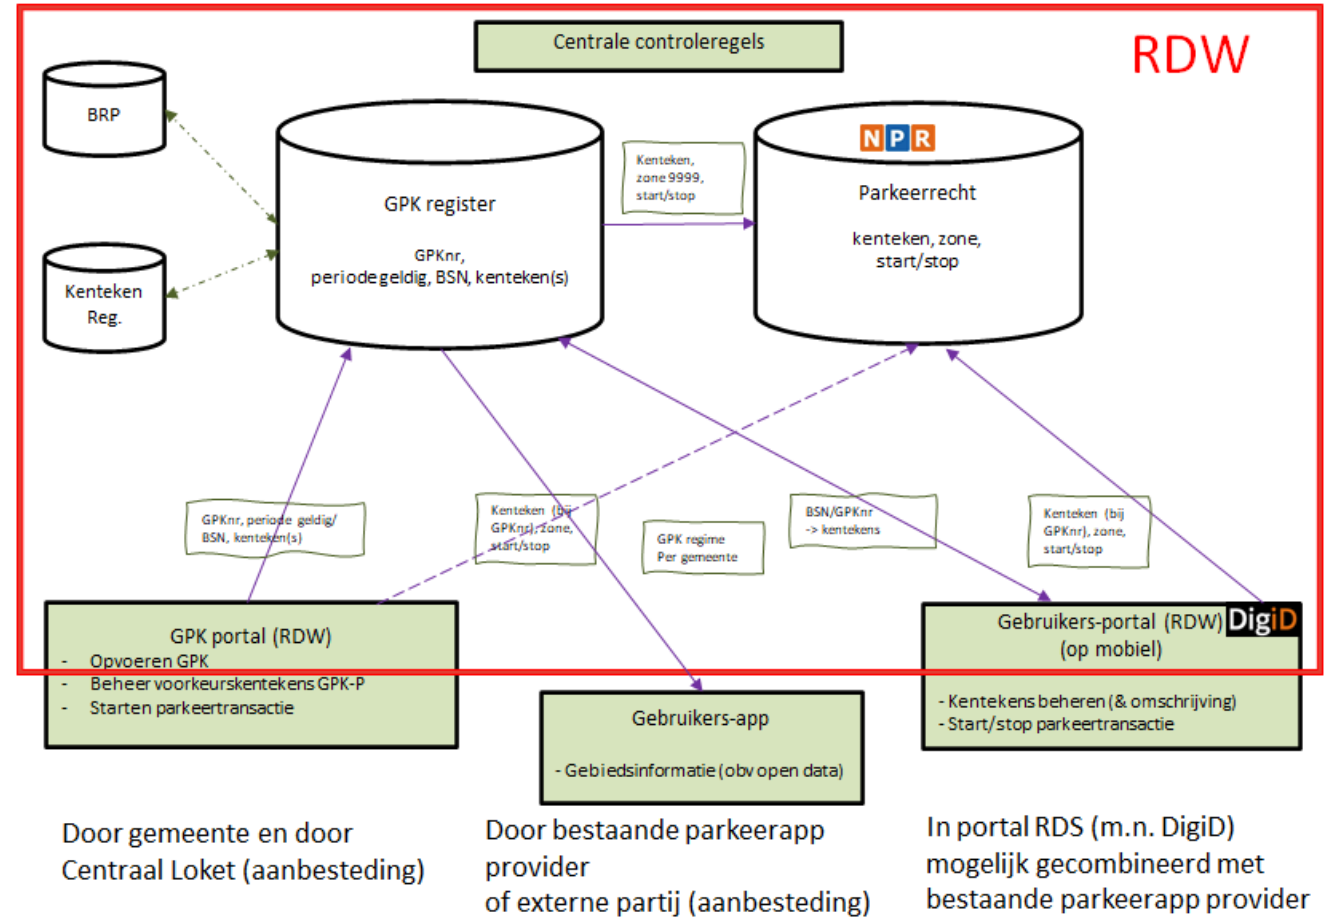 Centrale controleregels
RDW
BRP
NPR
Kenteken,
zone 9999,
start/stop
GPK register
Parkeerrecht
GPKnr,
periode geldig, BSN, kenteken(s)
kenteken, zone,
start/stop
Kenteken
Reg.
GPKnr, periode geldig/
BSN, kenteken(s)
Kenteken (bij
GPKnr), zone,
start/stop
GPK regime
Per gemeente
BSN/GPKnr
-> kentekens
Kenteken (bij
GPKnr), zone,
start/stop
GPK portal (RDW)
- Opvoeren GPK
- Beheer voorkeurskentekens GPK-P
- Starten parkeertransactie
Gebruikers-app
- Gebiedsinformatie (obv open data)
Gebruikers-portal (RDW)
DigiD
(op mobiel)
- Kentekens beheren (& omschrijving)
- Start/stop parkeertransactie
Door gemeente en door
Centraal Loket (aanbesteding)
Door bestaande parkeerapp
provider
of externe partij (aanbesteding)
In portal RDS (m.n. DigiD)
mogelijk gecombineerd met
bestaande parkeerapp provider